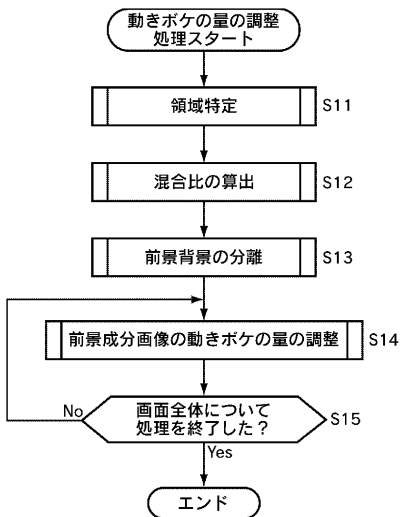 動きボケの量の調整
処理スタート
領域特定 S11
混合比の算出 S12
前景背景の分離 S13
前景成分画像の動きボケの量の調整 S14
No 画面全体について
処理を終了した？ S15
Yes
エンド